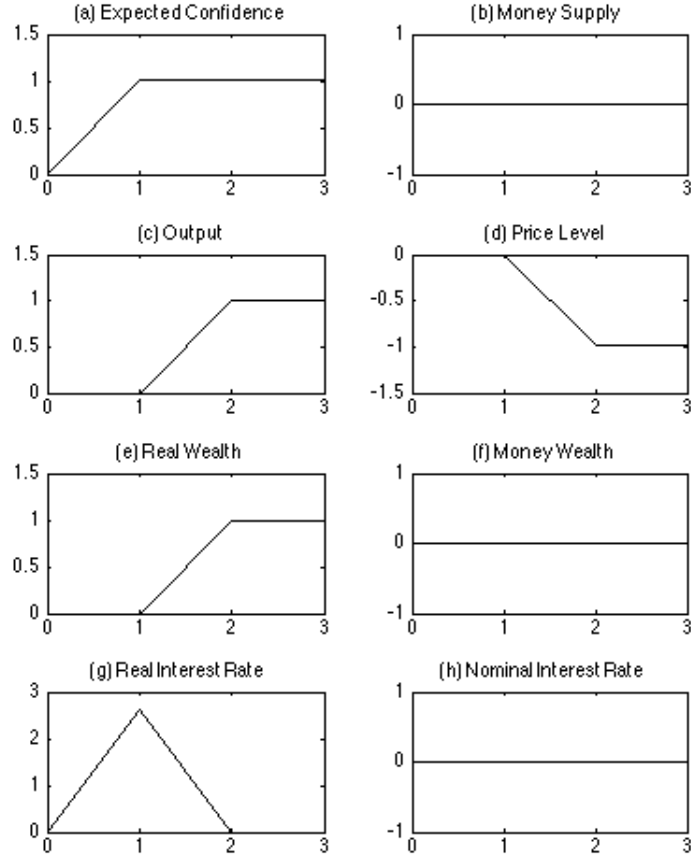 (a) Expected Confidence
1.5
1
0.5
0
0 1 2 3
(b) Money Supply
1
0
-1
0 1 2 3
(c) Output
1.5
1
0.5
0
0 1 2 3
(d) Price Level
0
-0.5
-1
-1.5
0 1 2 3
(e) Real Wealth
1.5
1
0.5
0
0 1 2 3
(f) Money Wealth
1
0
-1
0 1 2 3
(g) Real Interest Rate
3
2
1
0
0 1 2 3
(h) Nominal Interest Rate
1
0
-1
0 1 2 3